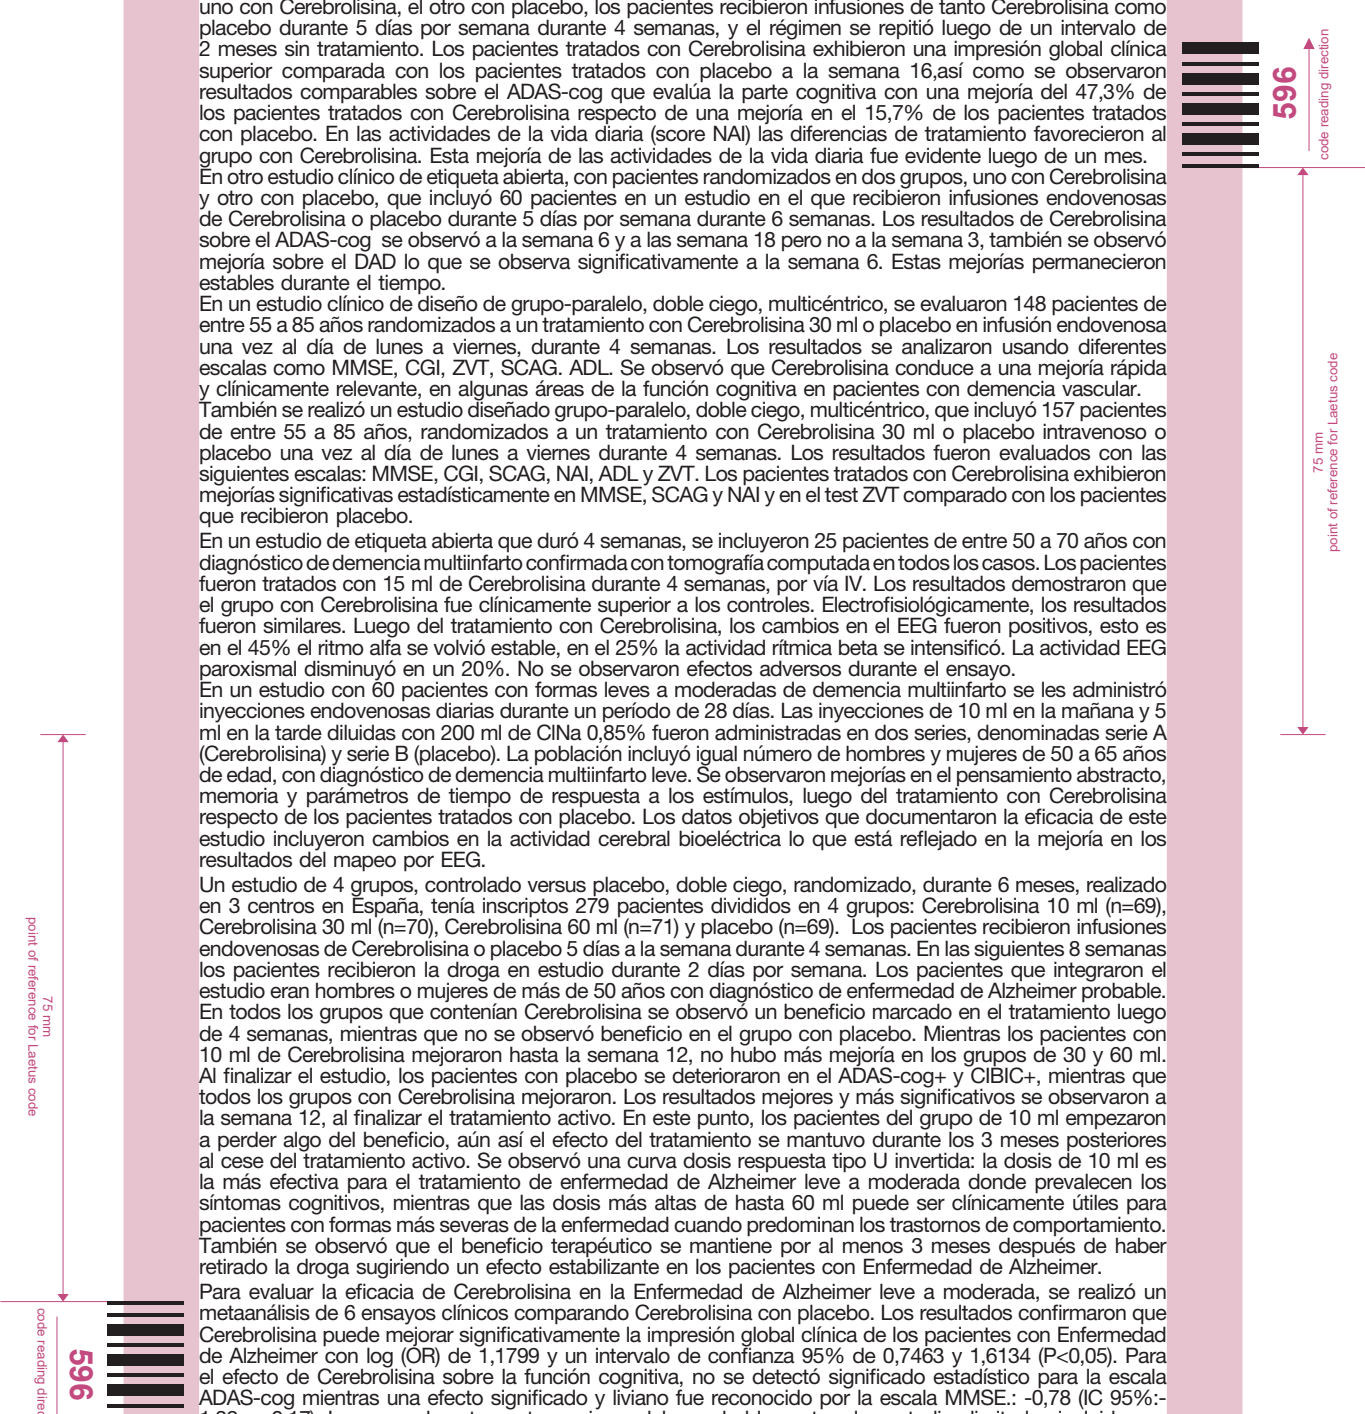 uno con Cerebrolisina, el otro con placebo, los pacientes recibieron infusiones de tanto Cerebrolisina como
placebo durante 5 días por semana durante 4 semanas, y el régimen se repitió luego de un intervalo de
2 meses sin tratamiento. Los pacientes tratados con Cerebrolisina exhibieron una impresión global clínica
superior comparada con los pacientes tratados con placebo a la semana 16,así como se observaron
resultados comparables sobre el ADAS-cog que evalúa la parte cognitiva con una mejoría del 47,3% de
los pacientes tratados con Cerebrolisina respecto de una mejoría en el 15,7% de los pacientes tratados
con placebo. En las actividades de la vida diaria (score NAI) las diferencias de tratamiento favorecieron al
grupo con Cerebrolisina. Esta mejoría de las actividades de la vida diaria fue evidente luego de un mes.
En otro estudio clínico de etiqueta abierta, con pacientes randomizados en dos grupos, uno con Cerebrolisina
y otro con placebo, que incluyó 60 pacientes en un estudio en el que recibieron infusiones endovenosas
de Cerebrolisina o placebo durante 5 días por semana durante 6 semanas. Los resultados de Cerebrolisina
sobre el ADAS-cog se observó a la semana 6 y a las semana 18 pero no a la semana 3, también se observó
mejoría sobre el DAD lo que se observa significativamente a la semana 6. Estas mejorías permanecieron
estables durante el tiempo.
En un estudio clínico de diseño de grupo-paralelo, doble ciego, multicéntrico, se evaluaron 148 pacientes de
entre 55 a 85 años randomizados a un tratamiento con Cerebrolisina 30 ml o placebo en infusión endovenosa
una vez al día de lunes a viernes, durante 4 semanas. Los resultados se analizaron usando diferentes
escalas como MMSE, CGI, ZVT, SCAG. ADL. Se observó que Cerebrolisina conduce a una mejoría rápida
y clínicamente relevante, en algunas áreas de la función cognitiva en pacientes con demencia vascular.
También se realizó un estudio diseñado grupo-paralelo, doble ciego, multicéntrico, que incluyó 157 pacientes
de entre 55 a 85 años, randomizados a un tratamiento con Cerebrolisina 30 ml o placebo intravenoso o
placebo una vez al día de lunes a viernes durante 4 semanas. Los resultados fueron evaluados con las
siguientes escalas: MMSE, CGI, SCAG, NAI, ADL y ZVT. Los pacientes tratados con Cerebrolisina exhibieron
mejorías significativas estadísticamente en MMSE, SCAG y NAI y en el test ZVT comparado con los pacientes
que recibieron placebo.
En un estudio de etiqueta abierta que duró 4 semanas, se incluyeron 25 pacientes de entre 50 a 70 años con
diagnóstico de demencia multiinfarto confirmada con tomografía computada en todos los casos. Los pacientes
fueron tratados con 15 ml de Cerebrolisina durante 4 semanas, por vía IV. Los resultados demostraron que
el grupo con Cerebrolisina fue clínicamente superior a los controles. Electrofisiológicamente, los resultados
fueron similares. Luego del tratamiento con Cerebrolisina, los cambios en el EEG fueron positivos, esto es
en el 45% el ritmo alfa se volvió estable, en el 25% la actividad rítmica beta se intensificó. La actividad EEG
paroxismal disminuyó en un 20%. No se observaron efectos adversos durante el ensayo.
En un estudio con 60 pacientes con formas leves a moderadas de demencia multiinfarto se les administró
inyecciones endovenosas diarias durante un período de 28 días. Las inyecciones de 10 ml en la mañana y 5
ml en la tarde diluidas con 200 ml de ClNa 0,85% fueron administradas en dos series, denominadas serie A
(Cerebrolisina) y serie B (placebo). La población incluyó igual número de hombres y mujeres de 50 a 65 años
de edad, con diagnóstico de demencia multiinfarto leve. Se observaron mejorías en el pensamiento abstracto,
memoria y parámetros de tiempo de respuesta a los estímulos, luego del tratamiento con Cerebrolisina
respecto de los pacientes tratados con placebo. Los datos objetivos que documentaron la eficacia de este
estudio incluyeron cambios en la actividad cerebral bioeléctrica lo que está reflejado en la mejoría en los
resultados del mapeo por EEG.
Un estudio de 4 grupos, controlado versus placebo, doble ciego, randomizado, durante 6 meses, realizado
en 3 centros en España, tenía inscriptos 279 pacientes divididos en 4 grupos: Cerebrolisina 10 ml (n=69),
Cerebrolisina 30 ml (n=70), Cerebrolisina 60 ml (n=71) y placebo (n=69). Los pacientes recibieron infusiones
endovenosas de Cerebrolisina o placebo 5 días a la semana durante 4 semanas. En las siguientes 8 semanas
los pacientes recibieron la droga en estudio durante 2 días por semana. Los pacientes que integraron el
estudio eran hombres o mujeres de más de 50 años con diagnóstico de enfermedad de Alzheimer probable.
En todos los grupos que contenían Cerebrolisina se observó un beneficio marcado en el tratamiento luego
de 4 semanas, mientras que no se observó beneficio en el grupo con placebo. Mientras los pacientes con
10 ml de Cerebrolisina mejoraron hasta la semana 12, no hubo más mejoría en los grupos de 30 y 60 ml.
Al finalizar el estudio, los pacientes con placebo se deterioraron en el ADAS-cog+ y CIBIC+, mientras que
todos los grupos con Cerebrolisina mejoraron. Los resultados mejores y más significativos se observaron a
la semana 12, al finalizar el tratamiento activo. En este punto, los pacientes del grupo de 10 ml empezaron
a perder algo del beneficio, aún así el efecto del tratamiento se mantuvo durante los 3 meses posteriores
al cese del tratamiento activo. Se observó una curva dosis respuesta tipo U invertida: la dosis de 10 ml es
la más efectiva para el tratamiento de enfermedad de Alzheimer leve a moderada donde prevalecen los
síntomas cognitivos, mientras que las dosis más altas de hasta 60 ml puede ser clínicamente útiles para
pacientes con formas más severas de la enfermedad cuando predominan los trastornos de comportamiento.
También se observó que el beneficio terapéutico se mantiene por al menos 3 meses después de haber
retirado la droga sugiriendo un efecto estabilizante en los pacientes con Enfermedad de Alzheimer.
Para evaluar la eficacia de Cerebrolisina en la Enfermedad de Alzheimer leve a moderada, se realizó un
metaanálisis de 6 ensayos clínicos comparando Cerebrolisina con placebo. Los resultados confirmaron que
Cerebrolisina puede mejorar significativamente la impresión global clínica de los pacientes con Enfermedad
de Alzheimer con log (OR) de 1,1799 y un intervalo de confianza 95% de 0,7463 y 1,6134 (P<0,05). Para
el efecto de Cerebrolisina sobre la función cognitiva, no se detectó significado estadístico para la escala
ADAS-cog mientras una efecto significado y liviano fue reconocido por la escala MMSE.: -0,78 (IC 95%:-
596
code reading direction
75 mm
point of reference for Laetus code
75 mm
point of reference for Laetus code
596
code reading